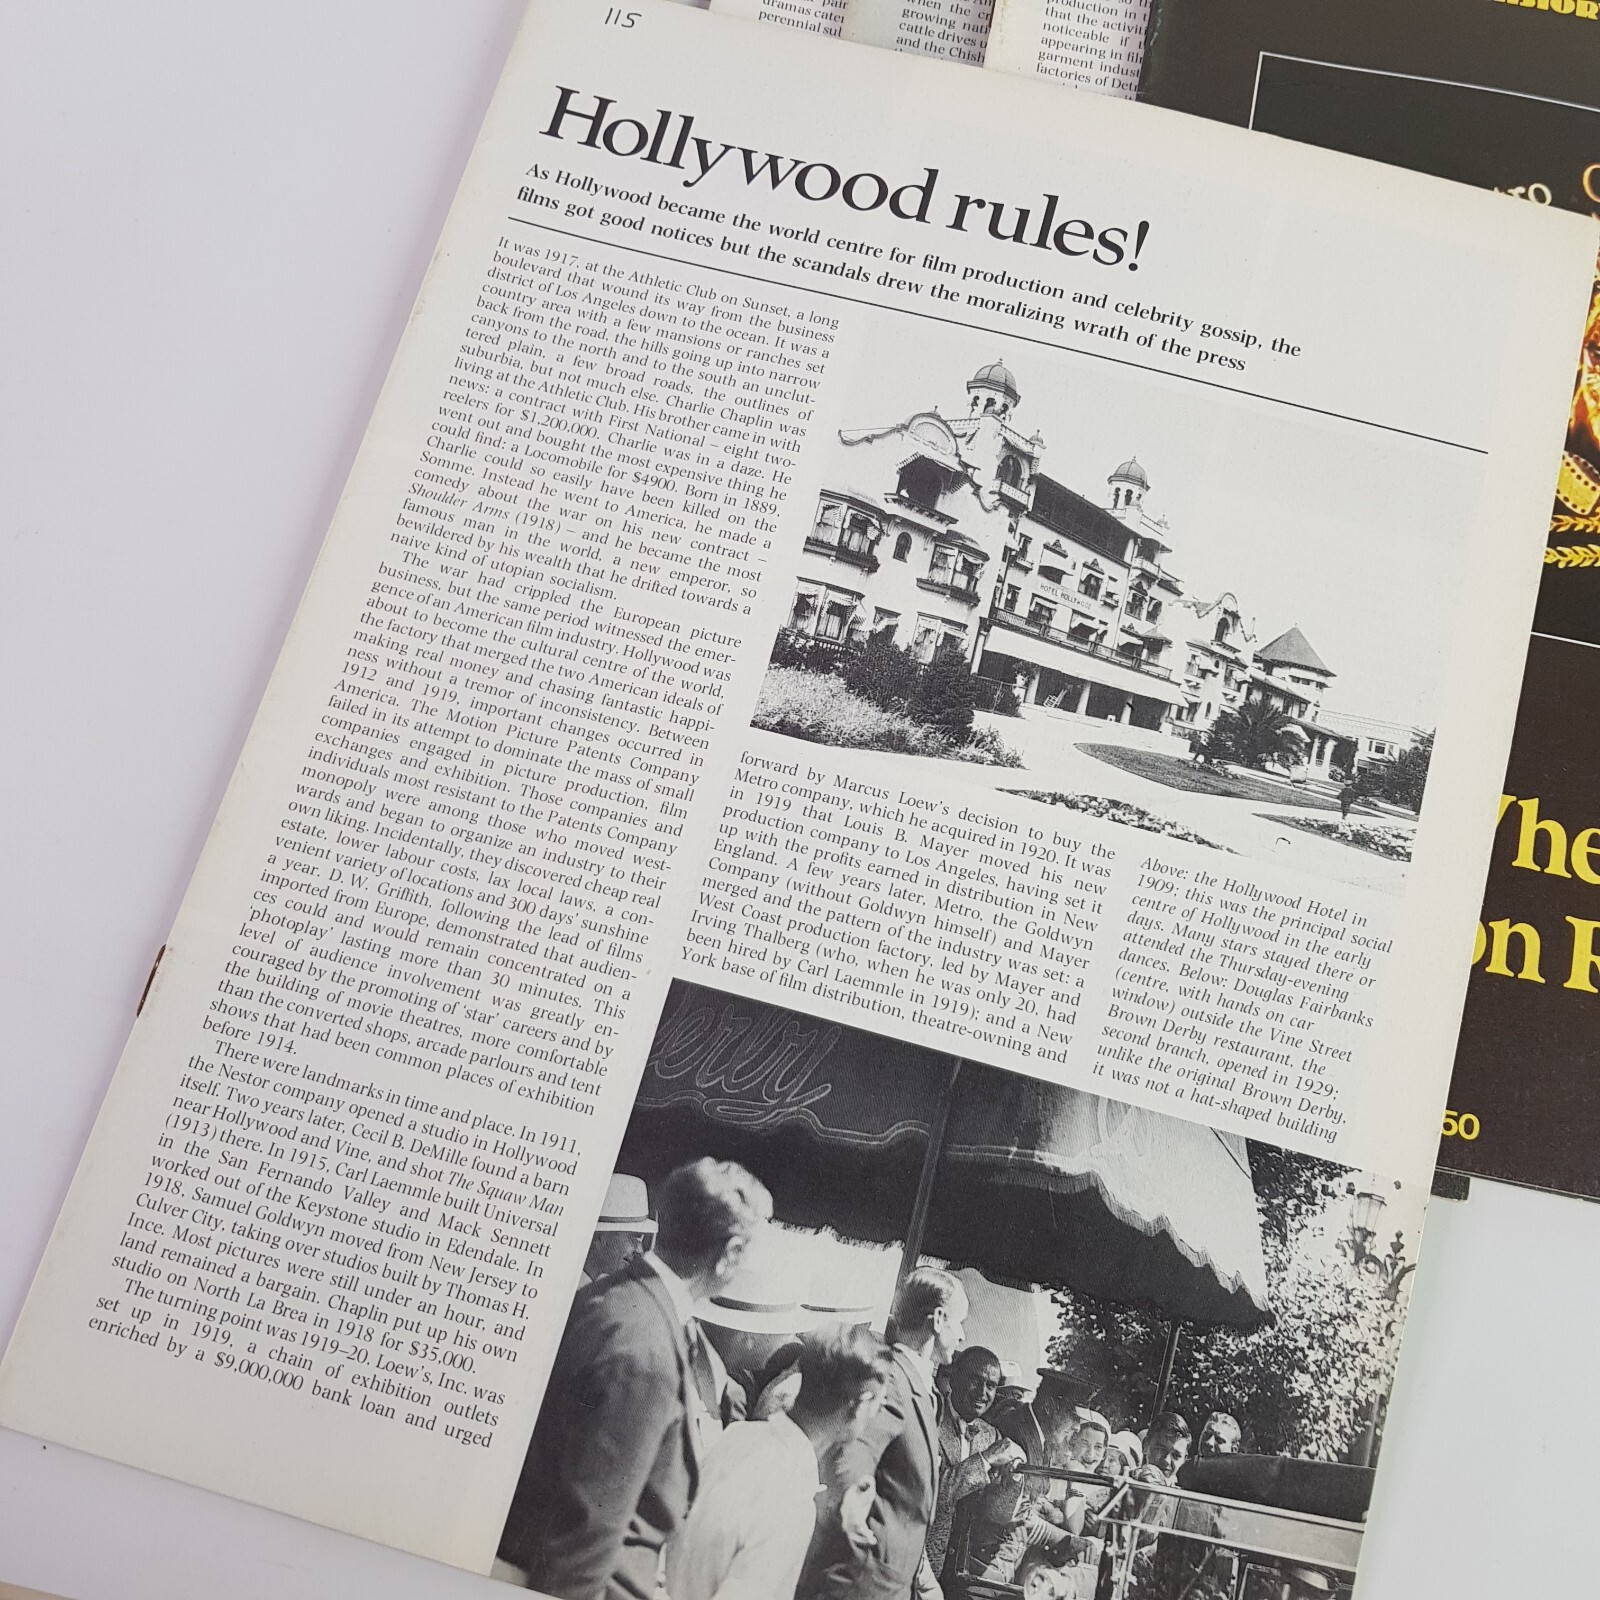 115
Hollywood rules!
As Hollywood became the world centre for film production and celebrity gossip, the
films got good notices but the scandals drew the moralizing wrath of the press
It was 1917, at the Athletic Club on Sunset, a long
boulevard that wound its way from the business
district of Los Angeles down to the ocean. It was a
country area with a few mansions or ranches set
back from the road, the hills going up into narrow
canyons to the north and to the south an unclut-
tered plain, a few broad roads, the outlines of
suburbia, but not much else. Charlie Chaplin was
living at the Athletic Club. His brother came in with
news: a contract with First National – eight two-
reelers for $1,200,000. Charlie was in a daze. He
went out and bought the most expensive thing he
could find: a Locomobile for $4900. Born in 1889,
Charlie could so easily have been killed on the
Somme. Instead he went to America, he made a
comedy about the war on his new contract –
Shoulder Arms (1918) – and he became the most
famous man in the world, a new emperor, so
bewildered by his wealth that he drifted towards a
naive kind of utopian socialism.
The war had crippled the European picture
business, but the same period witnessed the emer-
gence of an American film industry. Hollywood was
about to become the cultural centre of the world,
the factory that merged the two American ideals of
making real money and chasing fantastic happi-
ness without a tremor of inconsistency. Between
1912 and 1919, important changes occurred in
America. The Motion Picture Patents Company
failed in its attempt to dominate the mass of small
companies engaged in picture production, film
exchanges and exhibition. Those companies and
individuals most resistant to the Patents Company
monopoly were among those who moved west-
wards and began to organize an industry to their
own liking. Incidentally, they discovered cheap real
estate, lower labour costs, lax local laws, a con-
venient variety of locations and 300 days' sunshine
a year. D. W. Griffith, following the lead of films
imported from Europe, demonstrated that audien-
ces could and would remain concentrated on a
'photoplay' lasting more than 30 minutes. This
level of audience involvement was greatly en-
couraged by the promoting of 'star' careers and by
the building of movie theatres, more comfortable
than the converted shops, arcade parlours and tent
shows that had been common places of exhibition
before 1914.
There were landmarks in time and place. In 1911,
the Nestor company opened a studio in Hollywood
itself. Two years later, Cecil B. DeMille found a barn
near Hollywood and Vine, and shot The Squaw Man
(1913) there. In 1915, Carl Laemmle built Universal
in the San Fernando Valley and Mack Sennett
worked out of the Keystone studio in Edendale. In
1918, Samuel Goldwyn moved from New Jersey to
Culver City, taking over studios built by Thomas H.
Ince. Most pictures were still under an hour, and
land remained a bargain. Chaplin put up his own
studio on North La Brea in 1918 for $35,000.
The turning point was 1919–20. Loew's, Inc. was
set up in 1919, a chain of exhibition outlets
enriched by a $9,000,000 bank loan and urged
HOTEL HOLLYWOOD
forward by Marcus Loew's decision to buy the
Metro company, which he acquired in 1920. It was
in 1919 that Louis B. Mayer moved his new
production company to Los Angeles, having set it
up with the profits earned in distribution in New
England. A few years later, Metro, the Goldwyn
Company (without Goldwyn himself) and Mayer
merged and the pattern of the industry was set: a
West Coast production factory, led by Mayer and
Irving Thalberg (who, when he was only 20, had
been hired by Carl Laemmle in 1919); and a New
York base of film distribution, theatre-owning and
Above: the Hollywood Hotel in
1909; this was the principal social
centre of Hollywood in the early
days. Many stars stayed there or
attended the Thursday-evening
dances. Below: Douglas Fairbanks
(centre, with hands on car
window) outside the Vine Street
Brown Derby restaurant, the
second branch, opened in 1929;
unlike the original Brown Derby,
it was not a hat-shaped building
dramas cater
perennial sul
when the
growing nati
cattle drives
and the Chish
production in
that the activi
noticeable if
appearing in
garment indust
factories of Detr
on
50